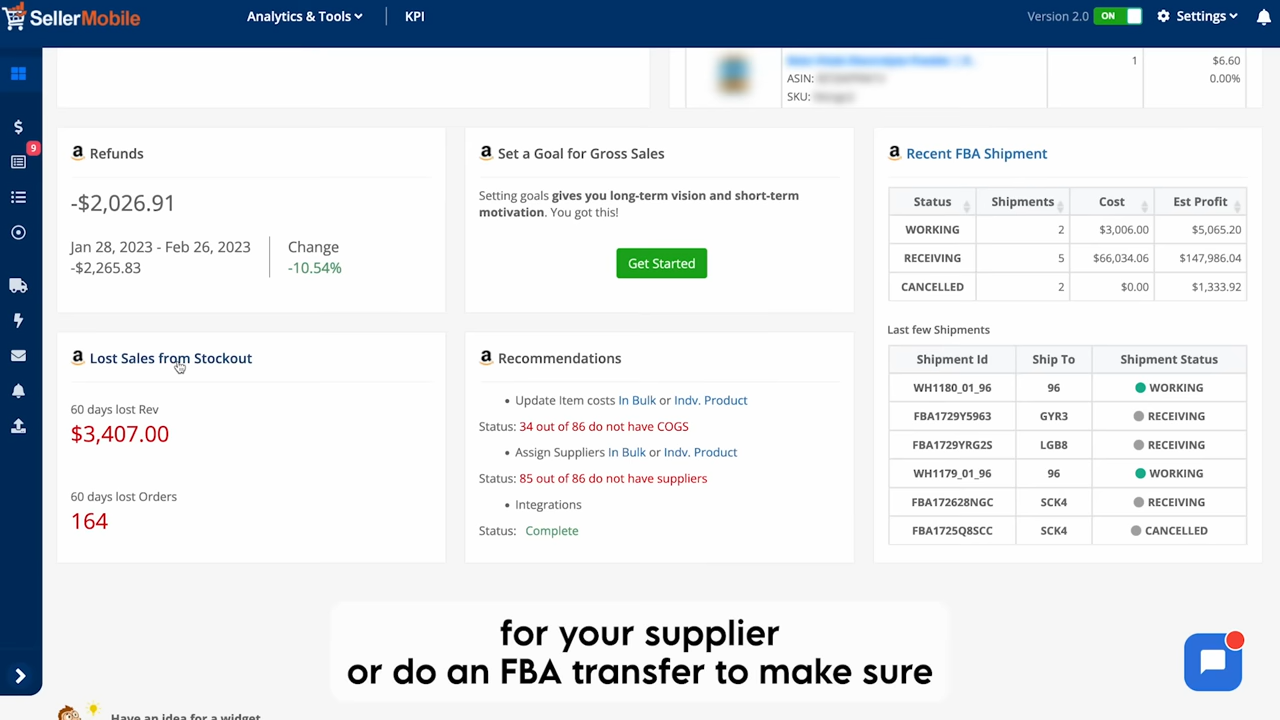 SellerMobile
Analytics & Tools
KPI
Version 2.0
ON
Settings
9
ASIN:
SKU:
1
$6.60
0.00%
Refunds
-$2,026.91
Jan 28, 2023 - Feb 26, 2023
-$2,265.83
Change
-10.54%
Set a Goal for Gross Sales
Setting goals gives you long-term vision and short-term
motivation. You got this!
Get Started
Recent FBA Shipment
Status Shipments Cost Est Profit
WORKING 2 $3,006.00 $5,065.20
RECEIVING 5 $66,034.06 $147,986.04
CANCELLED 2 $0.00 $1,333.92
Last few Shipments
Shipment Id Ship To Shipment Status
WH1180_01_96 96 WORKING
FBA1729Y5963 GYR3 RECEIVING
FBA1729YRG2S LGB8 RECEIVING
WH1179_01_96 96 WORKING
FBA172628NGC SCK4 RECEIVING
FBA1725Q8SCC SCK4 CANCELLED
Lost Sales from Stockout
60 days lost Rev
$3,407.00
60 days lost Orders
164
Recommendations
Update Item costs In Bulk or Indv. Product
Status: 34 out of 86 do not have COGS
Assign Suppliers In Bulk or Indv. Product
Status: 85 out of 86 do not have suppliers
Integrations
Status: Complete
for your supplier
or do an FBA transfer to make sure
Have an idea for a widget